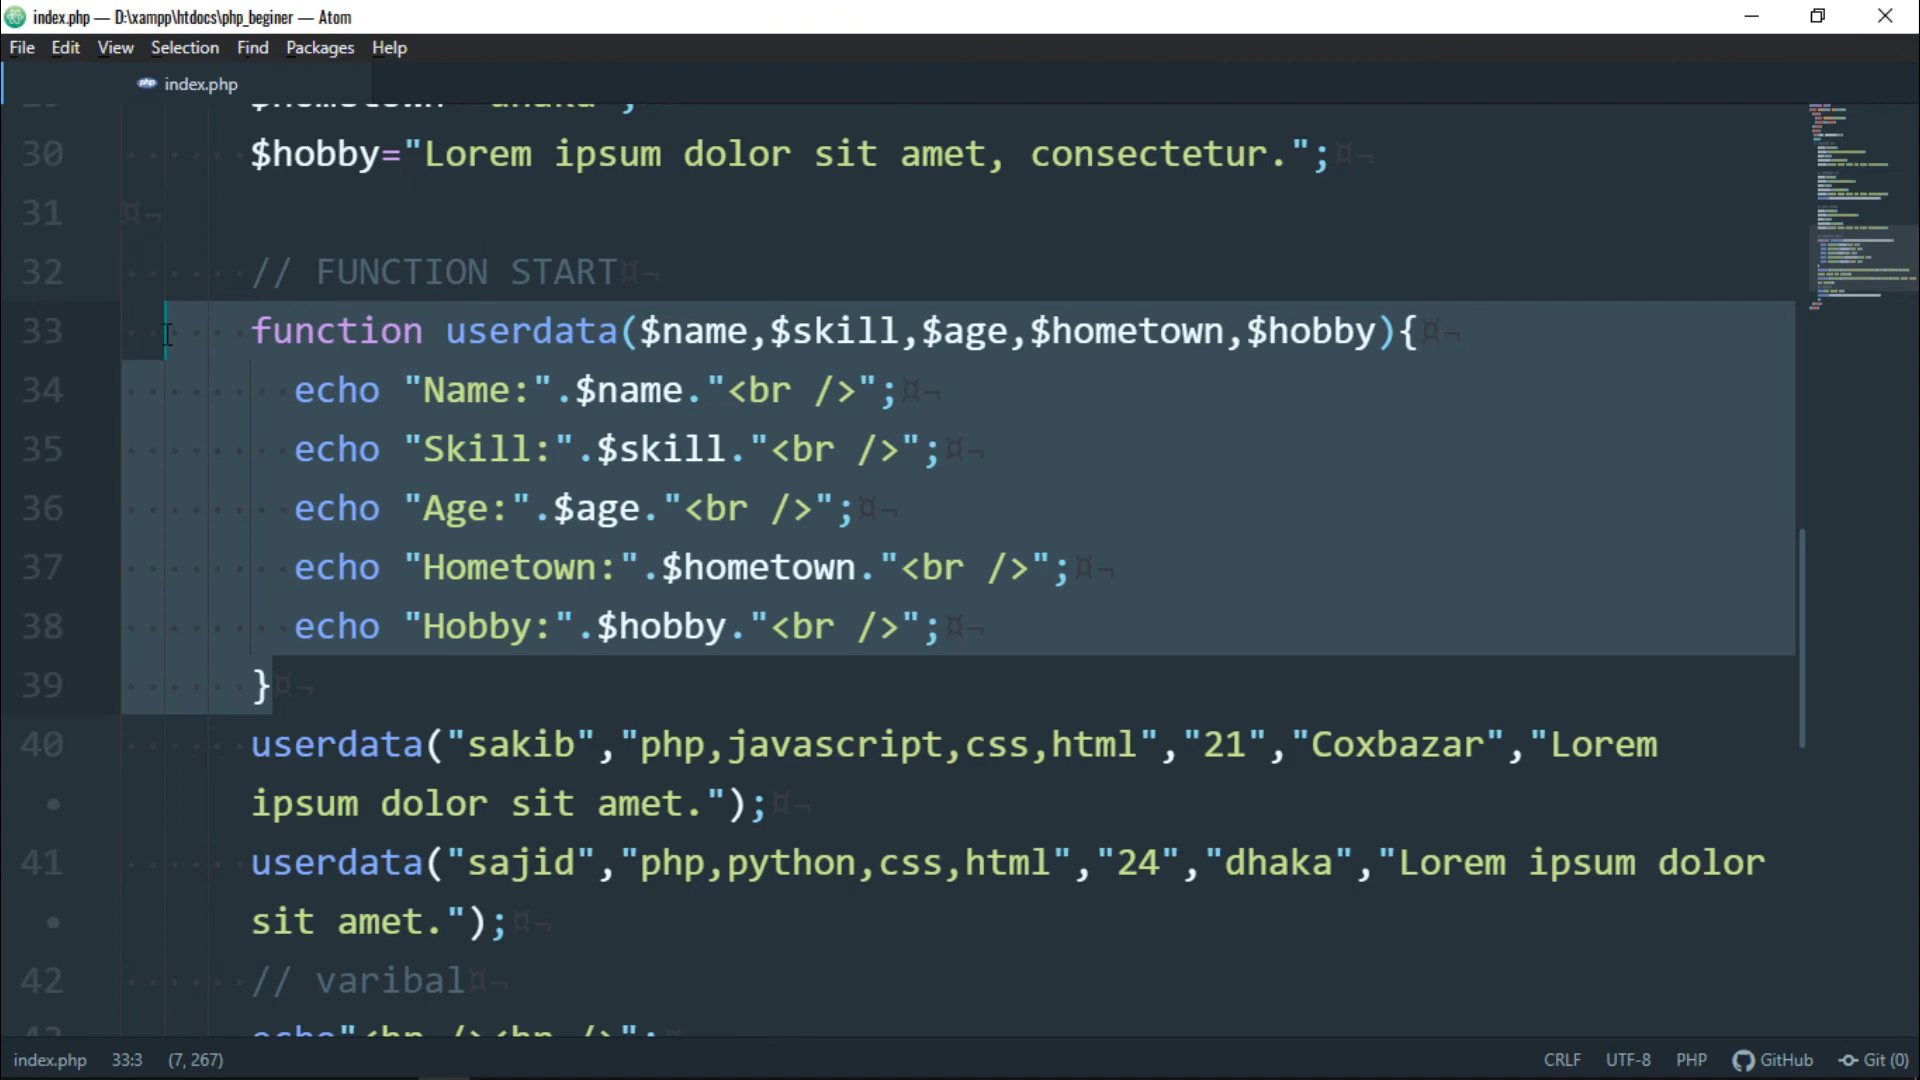 index.php — D:\xampp\htdocs\php_beginer — Atom
File Edit View Selection Find Packages Help
index.php
30 $hobby="Lorem ipsum dolor sit amet, consectetur.";
31
32 // FUNCTION START
33 function userdata($name,$skill,$age,$hometown,$hobby){
34 echo "Name:".$name."<br />";
35 echo "Skill:".$skill."<br />";
36 echo "Age:".$age."<br />";
37 echo "Hometown:".$hometown."<br />";
38 echo "Hobby:".$hobby."<br />";
39 }
40 userdata("sakib","php,javascript,css,html","21","Coxbazar","Lorem
ipsum dolor sit amet.");
41 userdata("sajid","php,python,css,html","24","dhaka","Lorem ipsum dolor
sit amet.");
42 // varibal
echo"<br /><br />";
index.php 33:3 (7, 267) CRLF UTF-8 PHP GitHub Git (0)